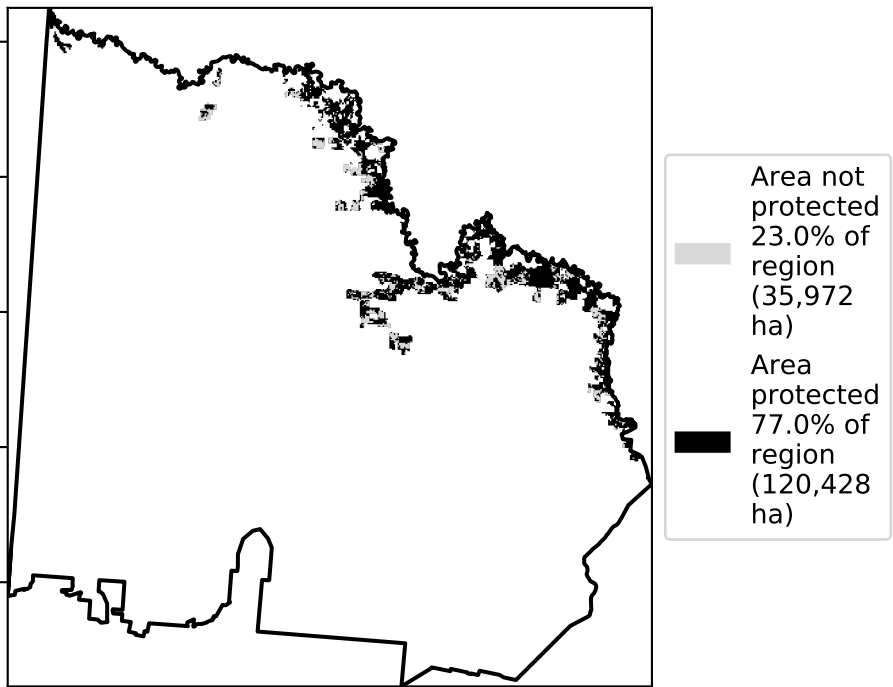 Area not
protected
23.0% of
region
(35,972
ha)
Area
protected
77.0% of
region
(120,428
ha)